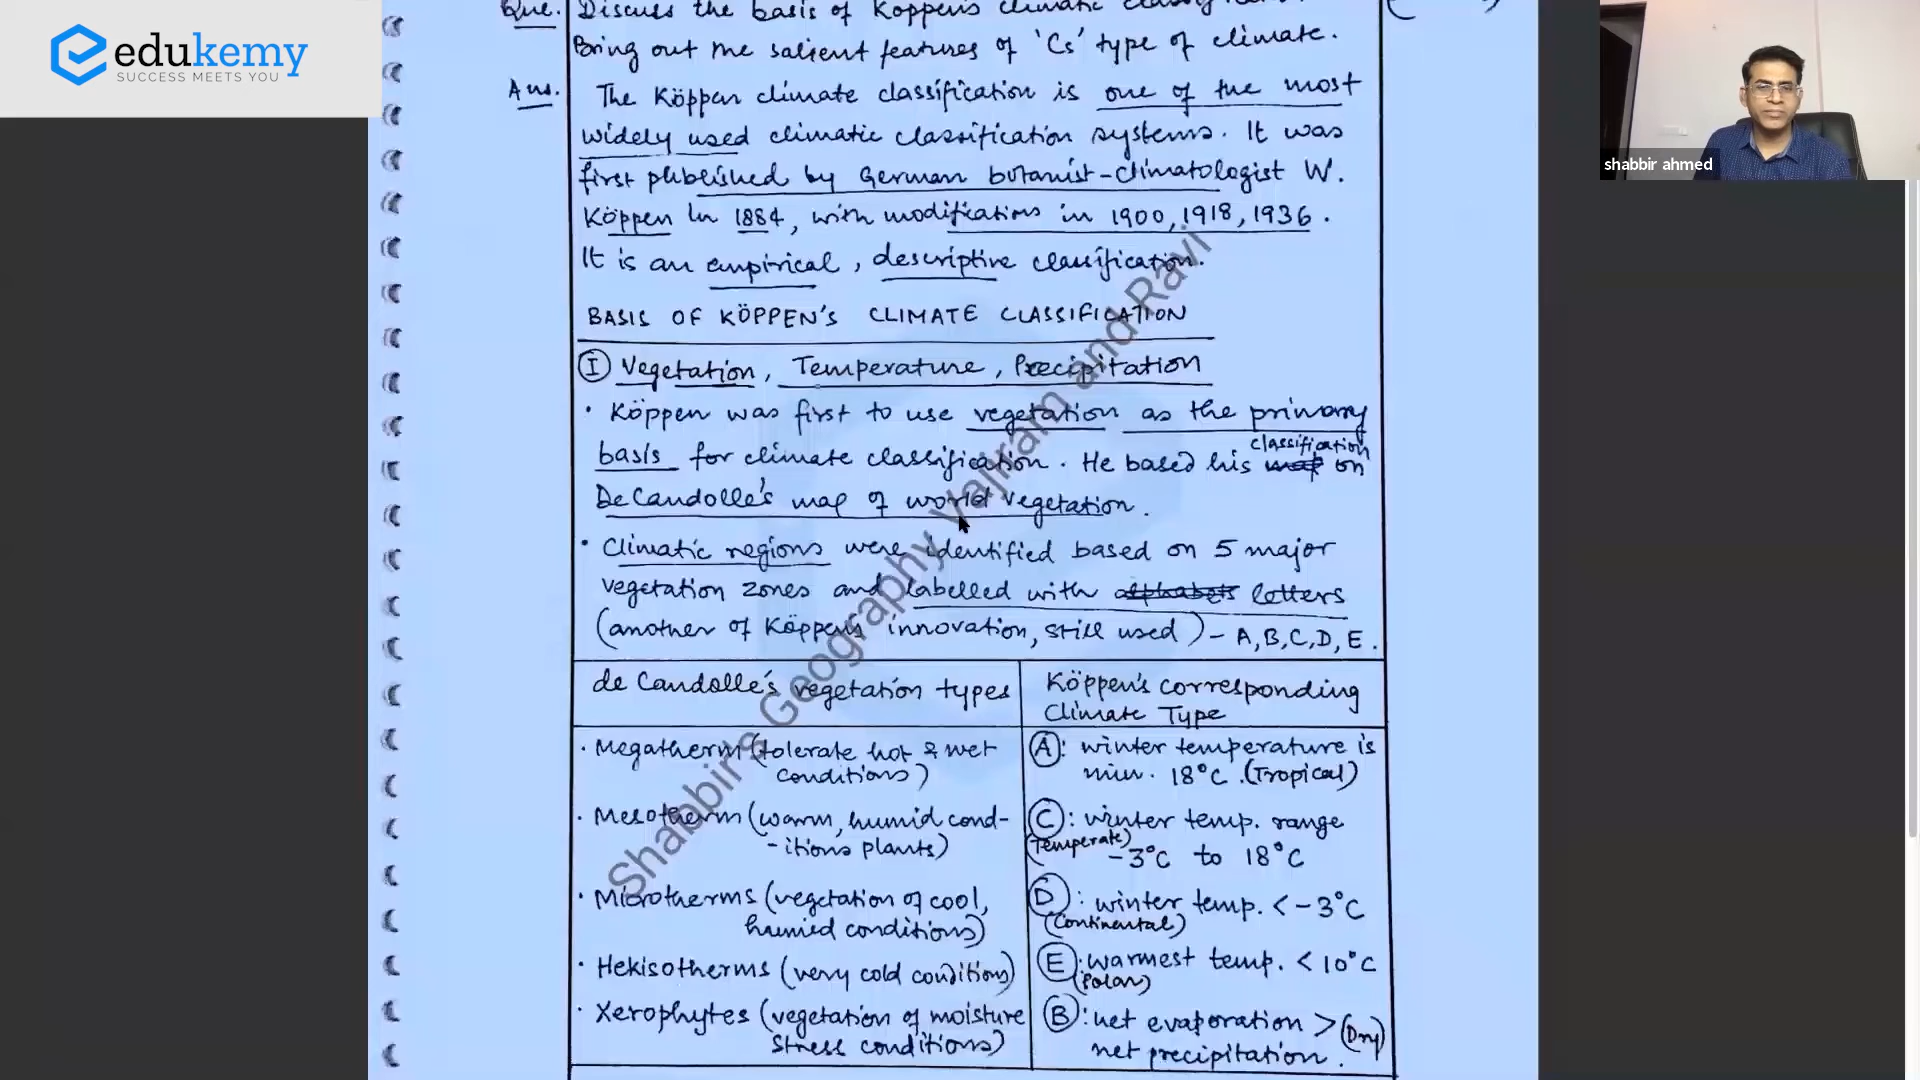 edukemy
SUCCESS MEETS YOU
shabbir ahmed
Que. Discuss the basis of Köppen's climatic
Bring out the salient features of 'Cs' type of climate.
Ans. The Köppen climate classification is one of the most
widely used climatic classification systems. It was
first published by German botanist-climatologist W.
Köppen In 1884, with modifications in 1900, 1918, 1936.
It is an empirical, descriptive classification.
BASIS OF KÖPPEN'S CLIMATE CLASSIFICATION
I Vegetation, Temperature, Precipitation
· Köppen was first to use vegetation as the primary
classification
basis for climate classification. He based his map on
De Candolle's map of world vegetation.
· Climatic regions were identified based on 5 major
vegetation zones and labelled with alphabets letters
(another of Köppen's innovation, still used) - A, B, C, D, E.
de Candolle's vegetation types
Köppen's corresponding
Climate Type
· Megatherm (tolerate hot & wet
conditions)
A: winter temperature is
min. 18°C. (Tropical)
· Mesotherm (warm, humid cond-
-itions plants)
C: winter temp. range
(Temperate)
-3°C to 18°C
· Microtherms (vegetation of cool,
humid conditions)
D: winter temp. < -3°C
(Continental)
· Hekisotherms (very cold conditions)
E: warmest temp. < 10°C
(Polar)
· Xerophytes (vegetation of moisture
stress conditions)
B: net evaporation >
net precipitation.
(Dry)
Shabbir's Geography Vajiram and Ravi